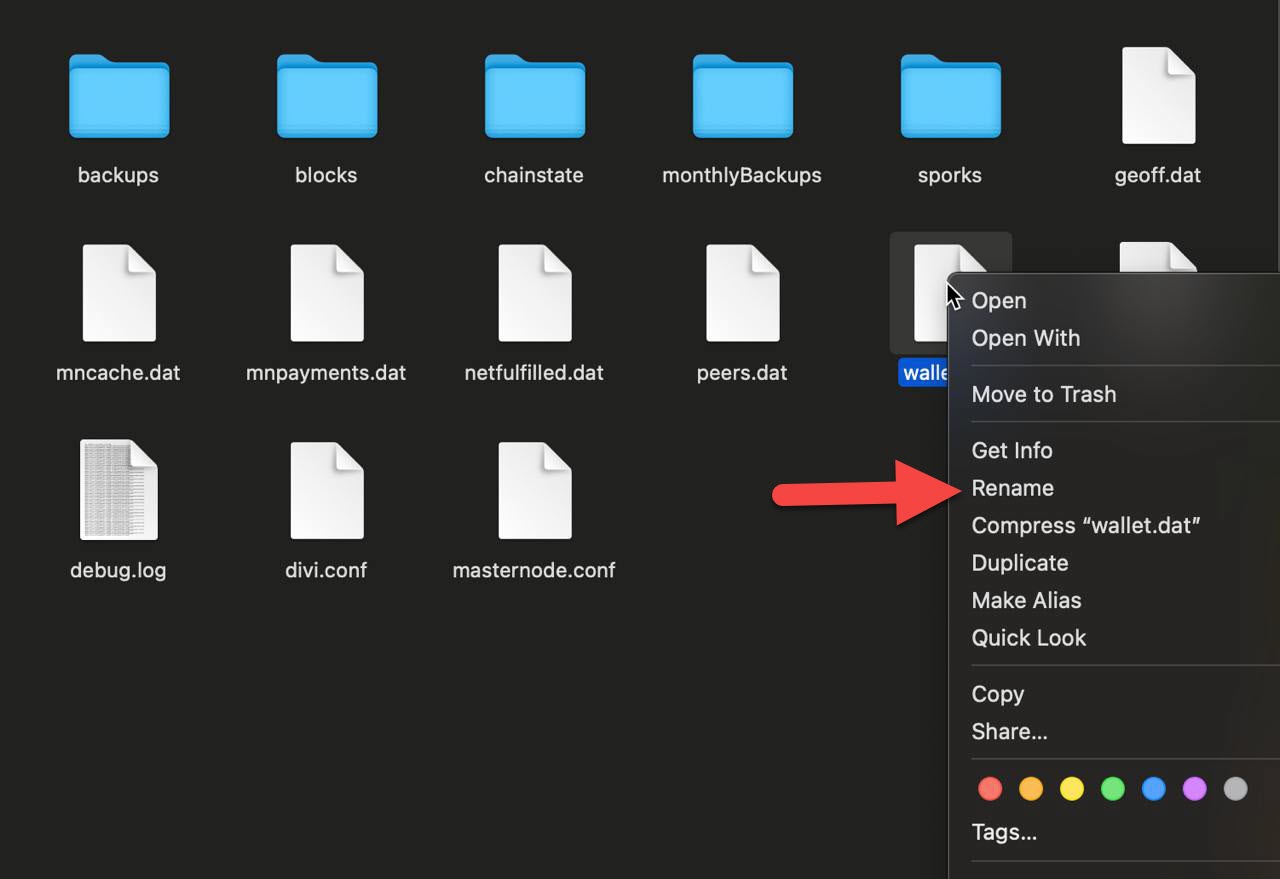 backups
blocks
chainstate
monthlyBackups
sporks
geoff.dat
mncache.dat
mnpayments.dat
netfulfilled.dat
peers.dat
debug.log
divi.conf
masternode.conf
Open
Open With
Move to Trash
Get Info
Rename
Compress “wallet.dat”
Duplicate
Make Alias
Quick Look
Copy
Share...
Tags...